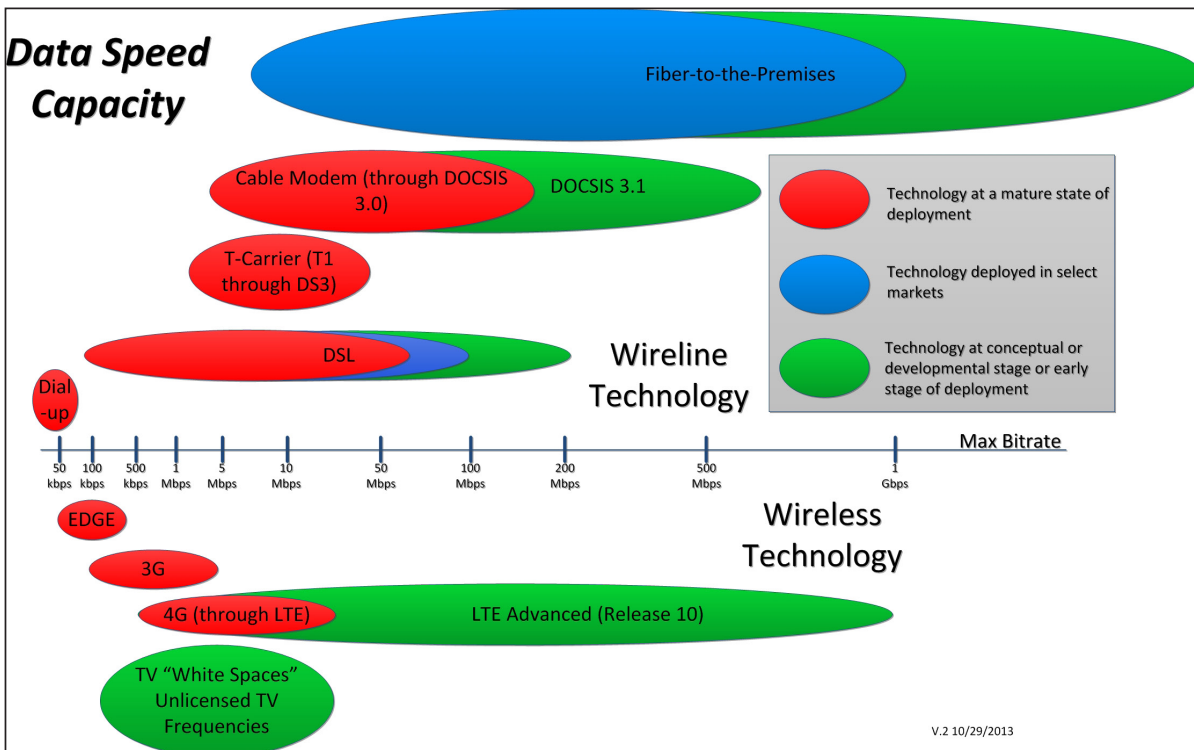 Data Speed
Capacity
Fiber-to-the-Premises
Cable Modem (through DOCSIS
3.0)
DOCSIS 3.1
T-Carrier (T1
through DS3)
DSL
Dial
-up
Wireline
Technology
Technology at a mature state of
deployment
Technology deployed in select
markets
Technology at conceptual or
developmental stage or early
stage of deployment
Max Bitrate
50
kbps
100
kbps
500
kbps
1
Mbps
5
Mbps
10
Mbps
50
Mbps
100
Mbps
200
Mbps
500
Mbps
1
Gbps
EDGE
Wireless
Technology
3G
4G (through LTE)
LTE Advanced (Release 10)
TV “White Spaces”
Unlicensed TV
Frequencies
V.2 10/29/2013